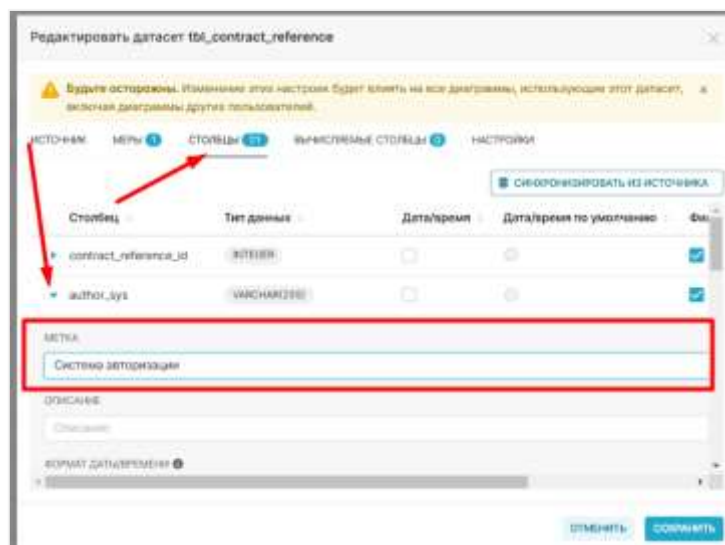 Редактировать датасет tbl_contract_reference
Будьте осторожны. Изменение этих настроек будет влиять на все диаграммы, использующие этот датасет,
включая диаграммы других пользователей.
ИСТОЧНИК МЕРЫ СТОЛБЦЫ ВЫЧИСЛЯЕМЫЕ СТОЛБЦЫ НАСТРОЙКИ
СИНХРОНИЗИРОВАТЬ ИЗ ИСТОЧНИКА
Столбец Тип данных Дата/время Дата/время по умолчанию
contract_reference_id INTEGER
author_sys
МЕТКА
Система авторизации
ОПИСАНИЕ
Описание
ФОРМАТ ДАТЫ/ВРЕМЕНИ
ОТМЕНИТЬ СОХРАНИТЬ